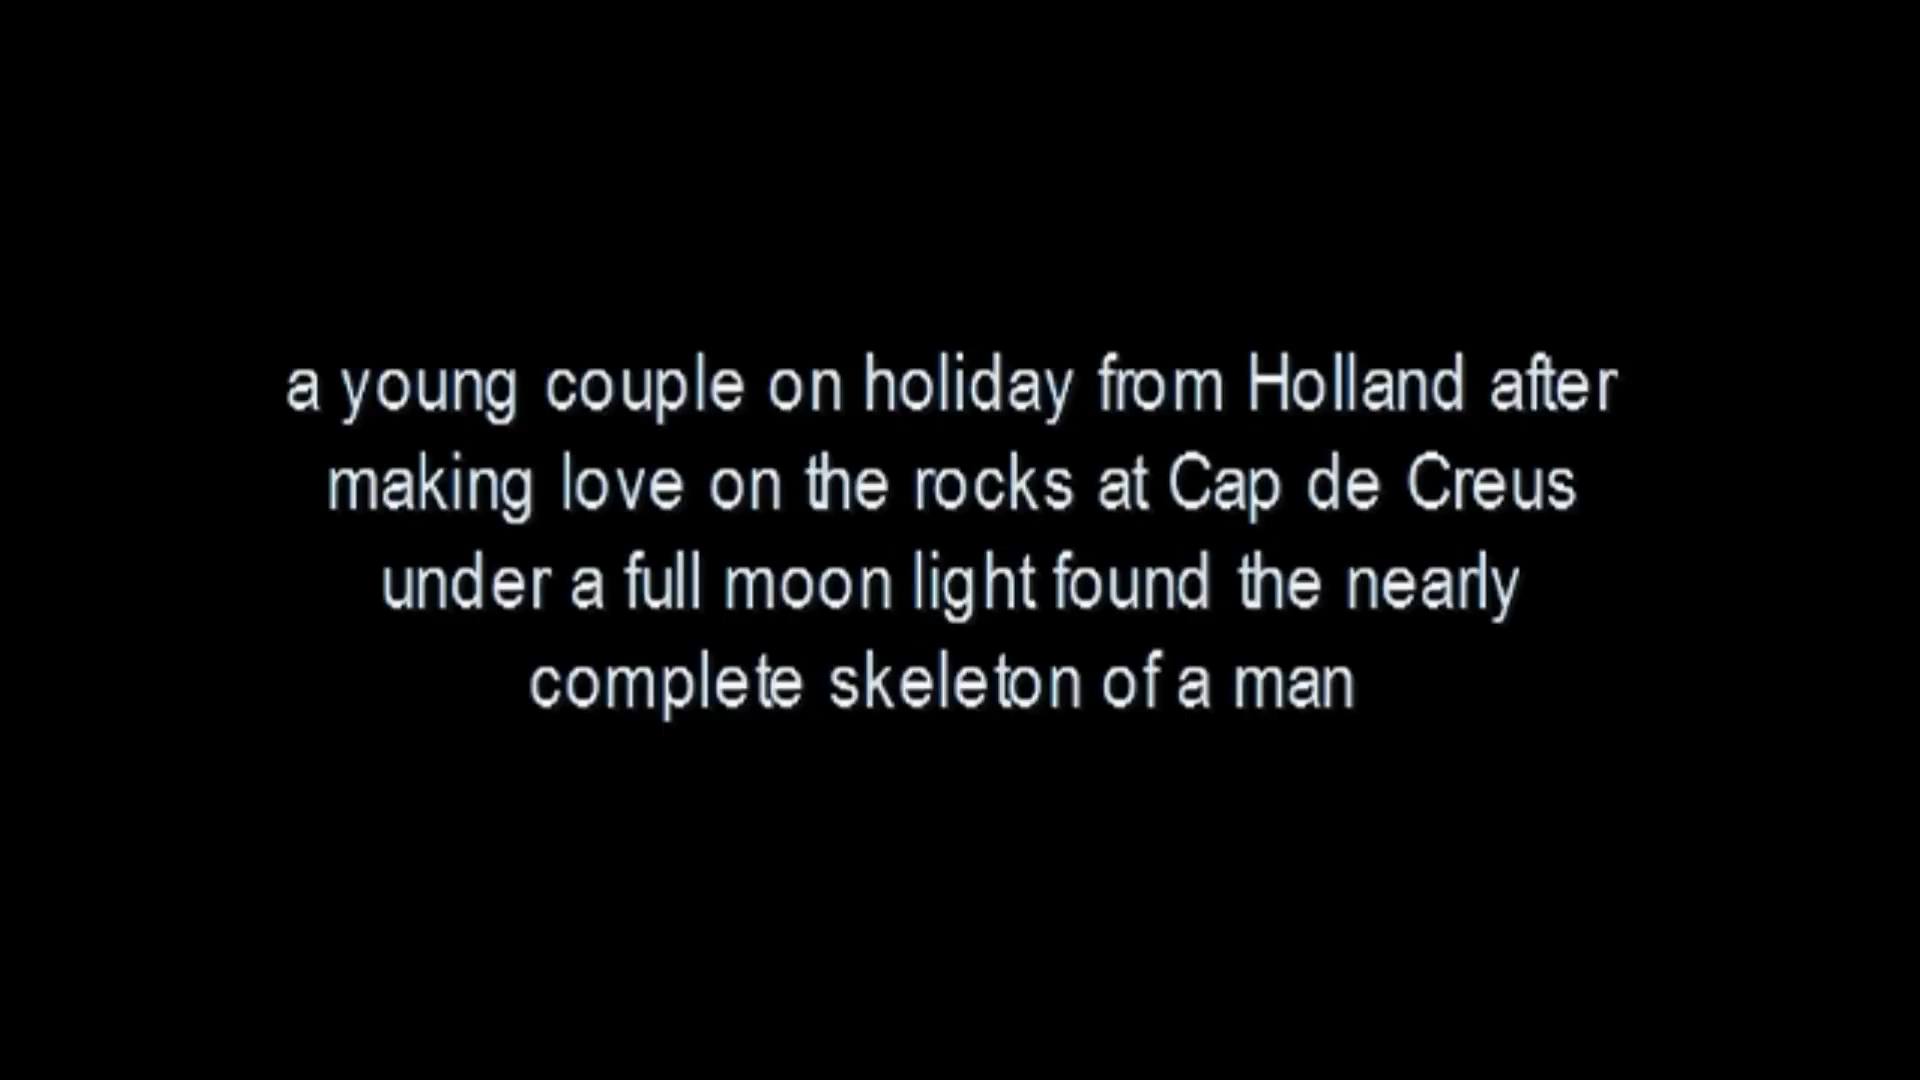 a young couple on holiday from Holland after
making love on the rocks at Cap de Creus
under a full moon light found the nearly
complete skeleton of a man